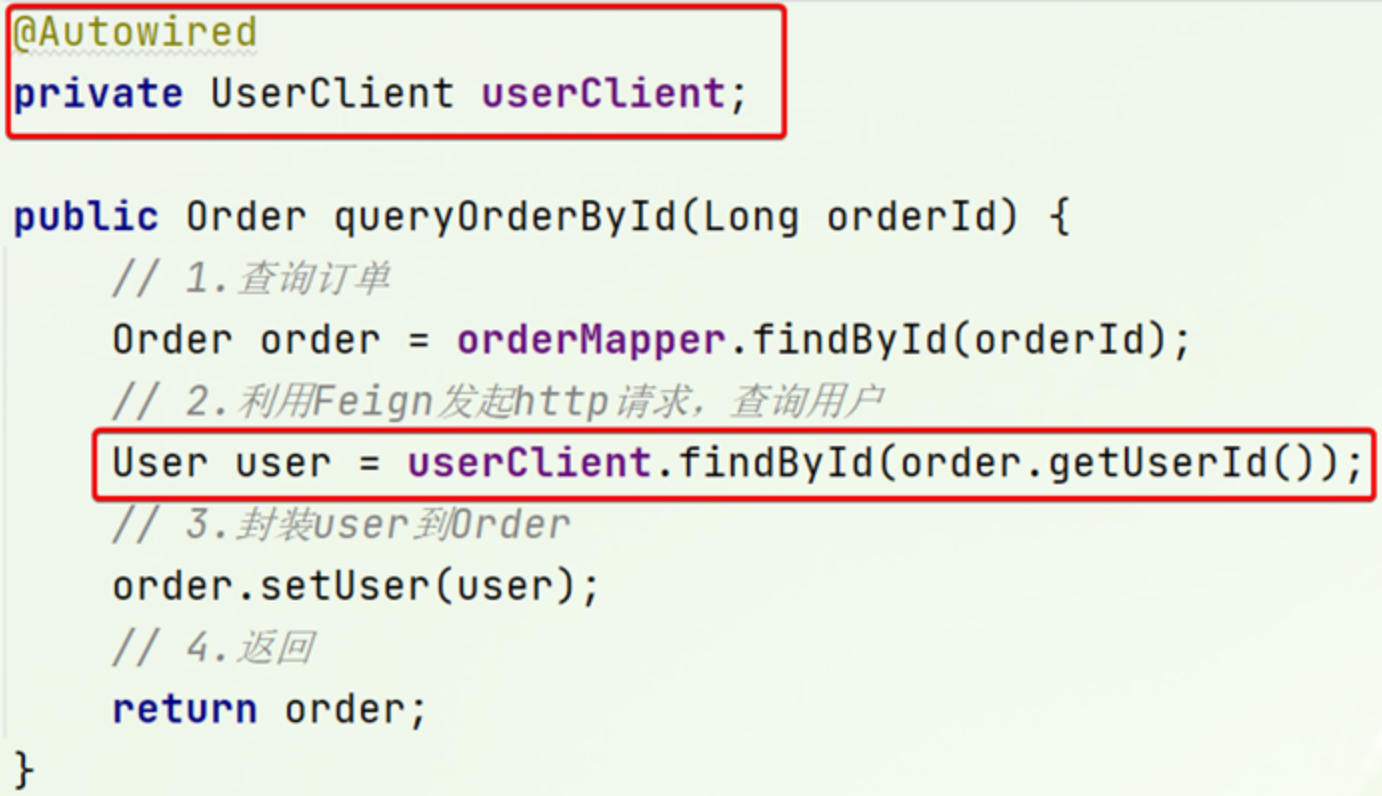 @Autowired
private UserClient userClient;
public Order queryOrderById(Long orderId) {
// 1.查询订单
Order order = orderMapper.findById(orderId);
// 2.利用Feign发起http请求，查询用户
User user = userClient.findById(order.getUserId());
// 3.封装user到Order
order.setUser(user);
// 4.返回
return order;
}